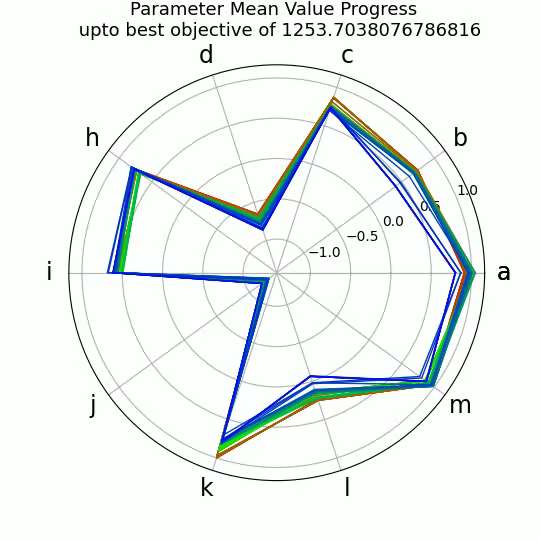 Parameter Mean Value Progress
upto best objective of 1253.7038076786816
d
c
h
b
1.0
0.5
0.0
−0.5
−1.0
i
a
j
m
k
l